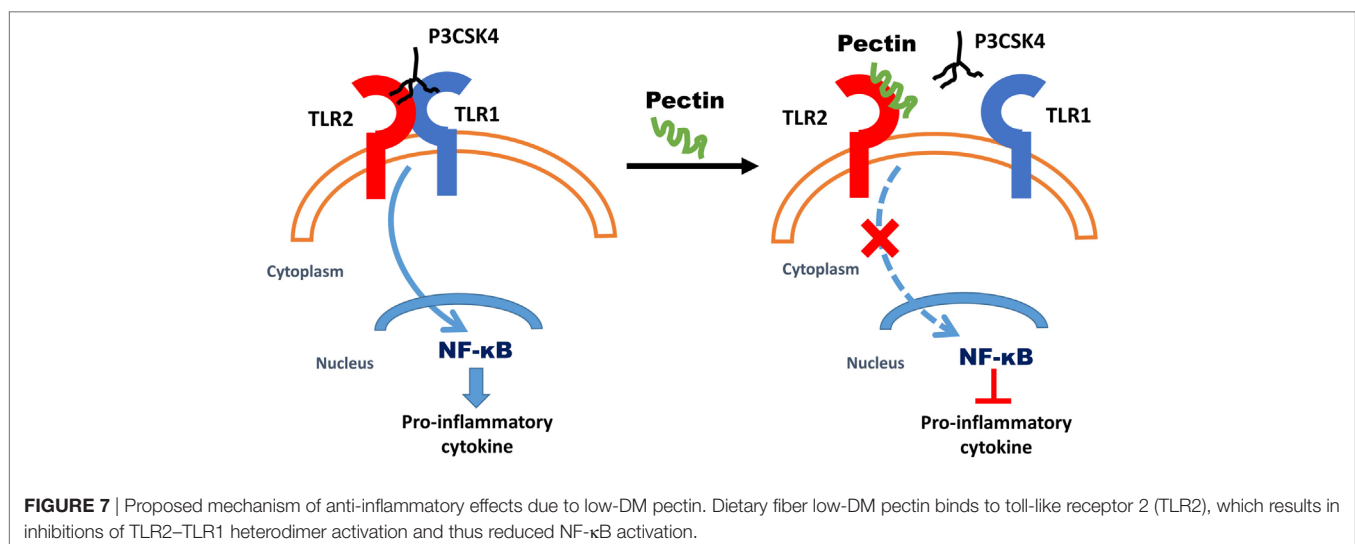 P3CSK4
TLR2
TLR1
Cytoplasm
Nucleus
NF-κB
Pro-inflammatory
cytokine
Pectin
Pectin
P3CSK4
TLR2
TLR1
Cytoplasm
Nucleus
NF-κB
Pro-inflammatory
cytokine
FIGURE 7 | Proposed mechanism of anti-inflammatory effects due to low-DM pectin. Dietary fiber low-DM pectin binds to toll-like receptor 2 (TLR2), which results in
inhibitions of TLR2–TLR1 heterodimer activation and thus reduced NF-κB activation.